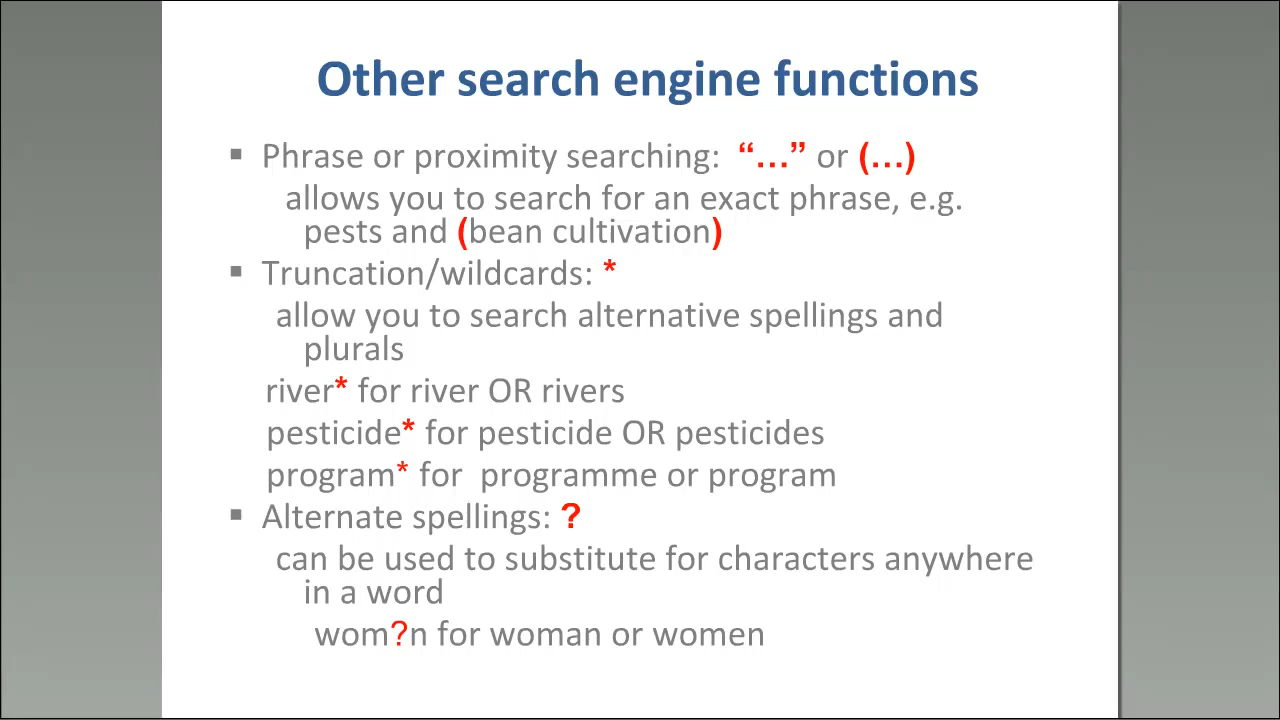 Other search engine functions
▪ Phrase or proximity searching: “…” or (…)
allows you to search for an exact phrase, e.g.
pests and (bean cultivation)
▪ Truncation/wildcards: *
allow you to search alternative spellings and
plurals
river* for river OR rivers
pesticide* for pesticide OR pesticides
program* for programme or program
▪ Alternate spellings: ?
can be used to substitute for characters anywhere
in a word
wom?n for woman or women